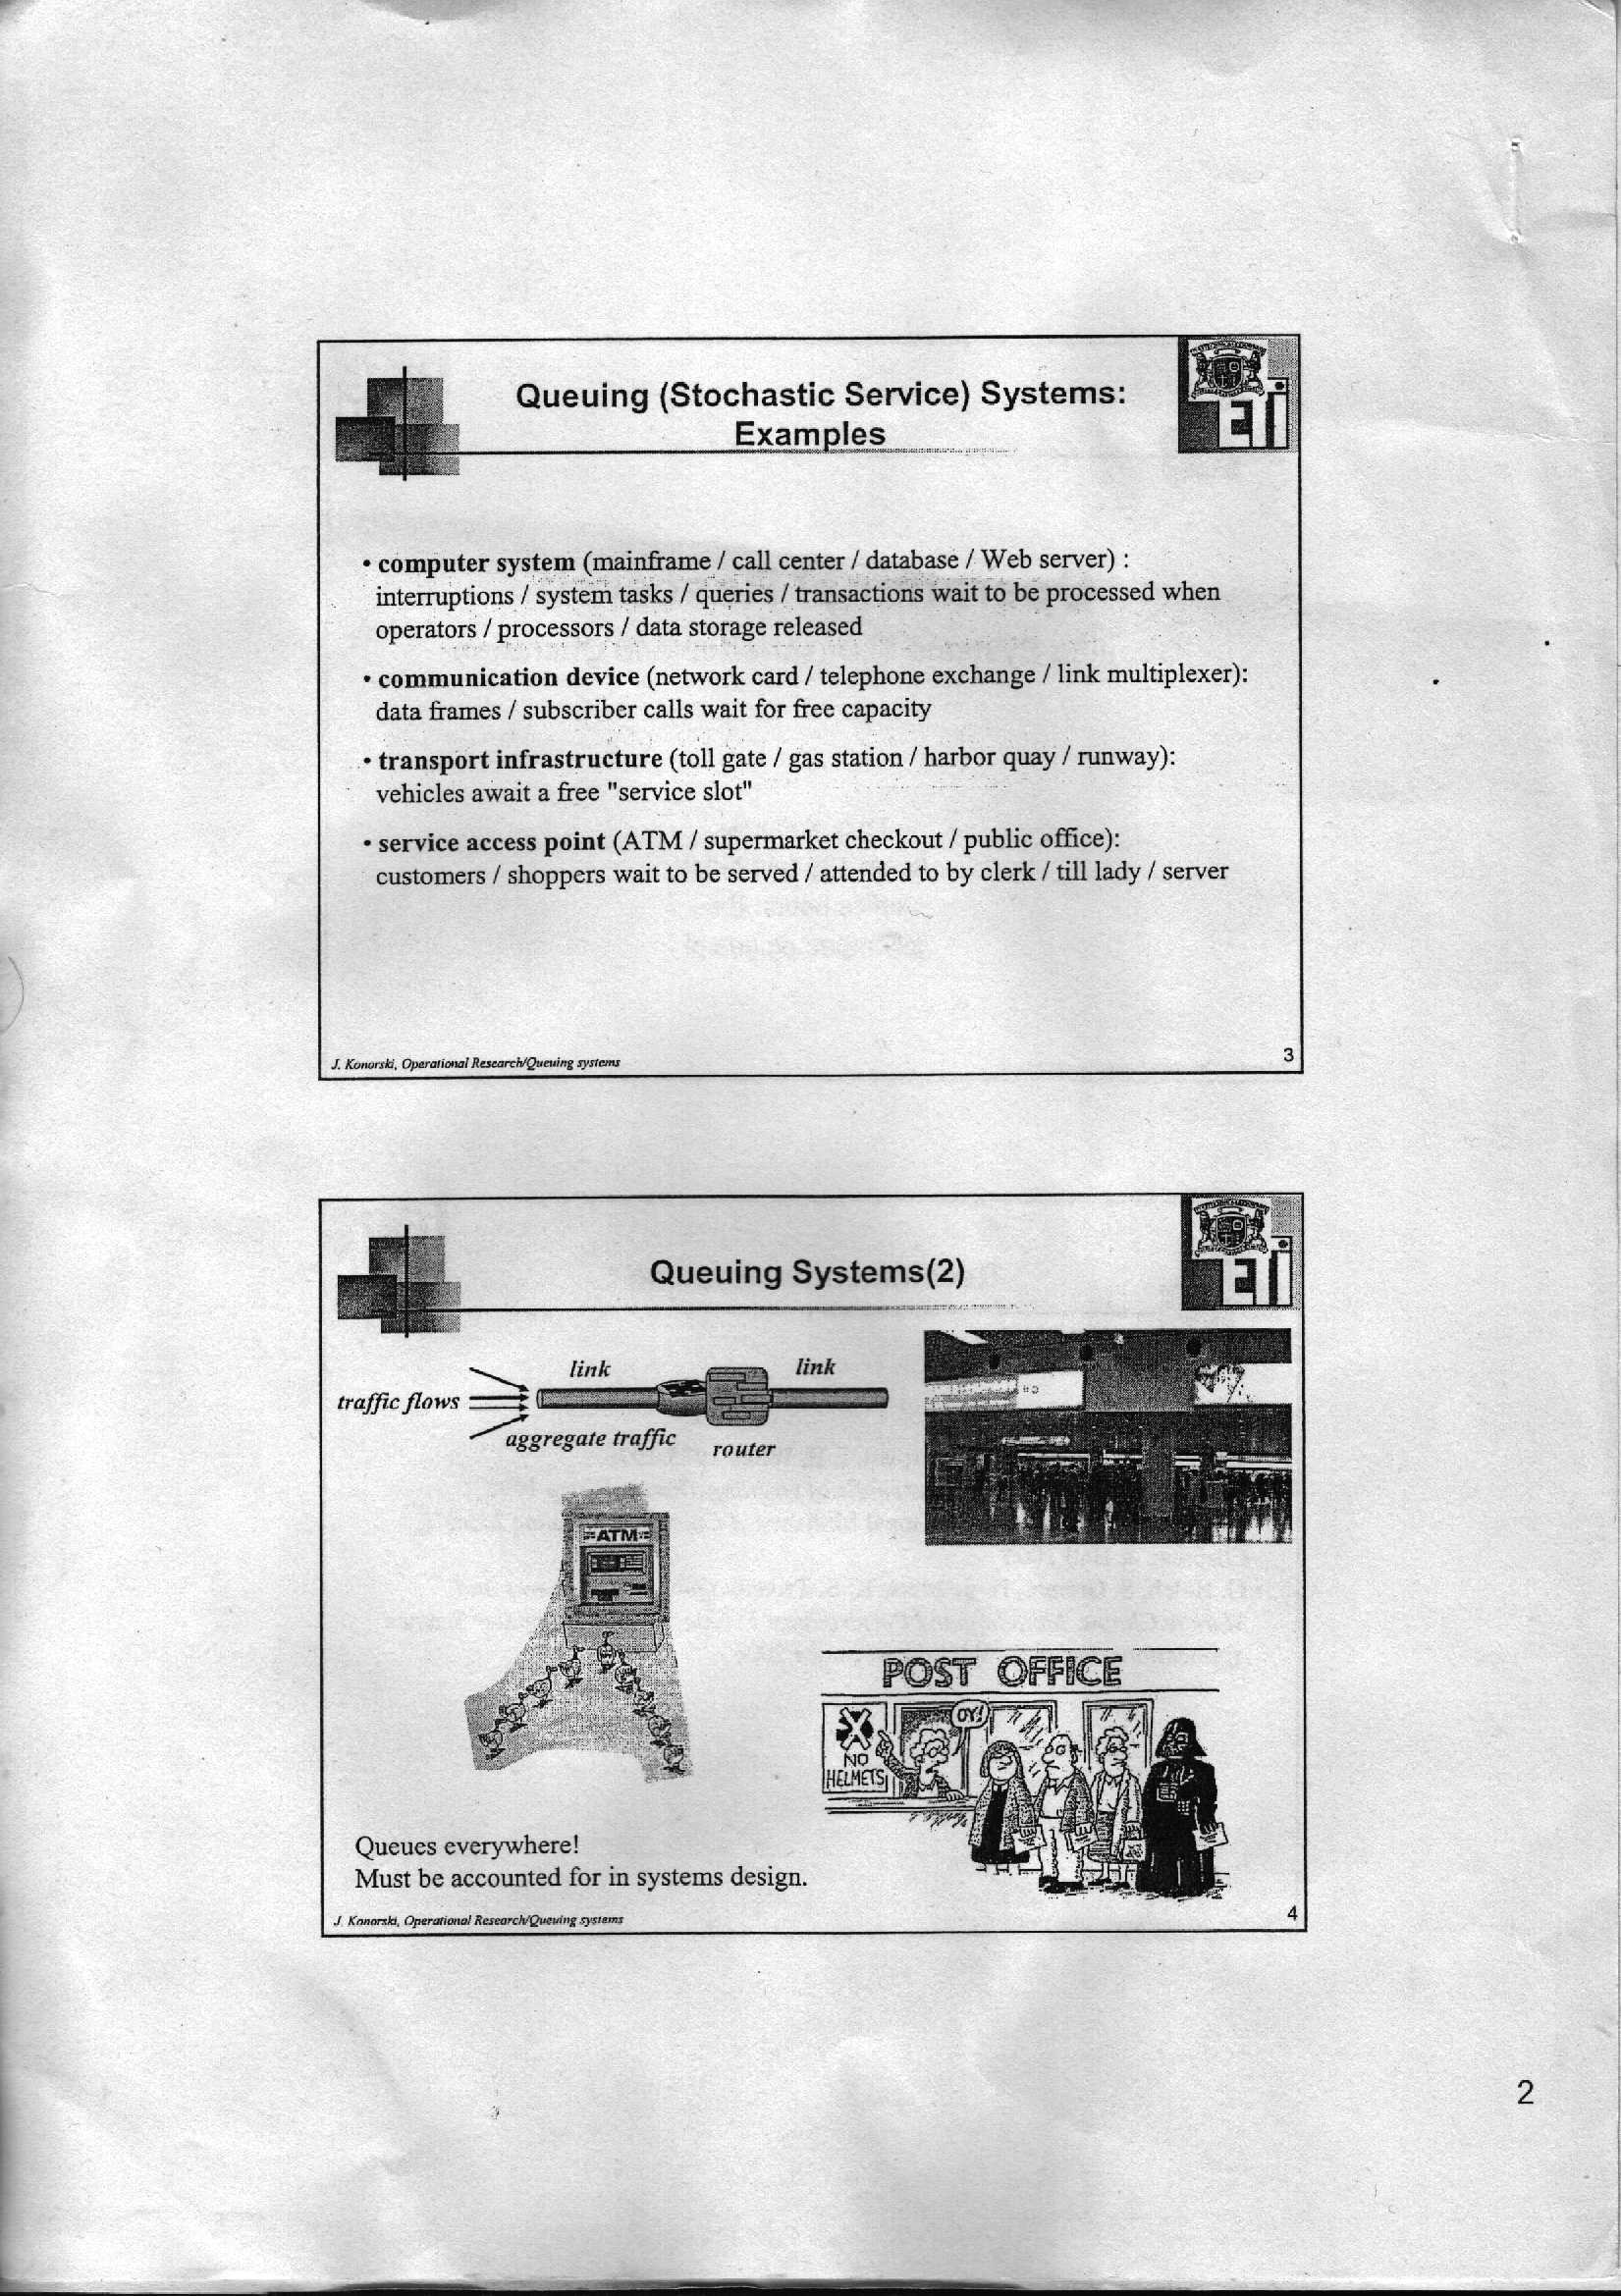 Queuing (Stochastic Service) Systems:
Examples
ETI
• computer system (mainframe / call center / database / Web server) :
interruptions / system tasks / queries / transactions wait to be processed when
operators / processors / data storage released
• communication device (network card / telephone exchange / link multiplexer):
data frames / subscriber calls wait for free capacity
• transport infrastructure (toll gate / gas station / harbor quay / runway):
vehicles await a free "service slot"
• service access point (ATM / supermarket checkout / public office):
customers / shoppers wait to be served / attended to by clerk / till lady / server
J. Konorski, Operational Research/Queuing systems
3
Queuing Systems(2)
ETI
link
link
traffic flows
aggregate traffic
router
ATM
POST OFFICE
OY!
NO
HELMETS
Queues everywhere!
Must be accounted for in systems design.
J. Konorski, Operational Research/Queuing systems
4
2